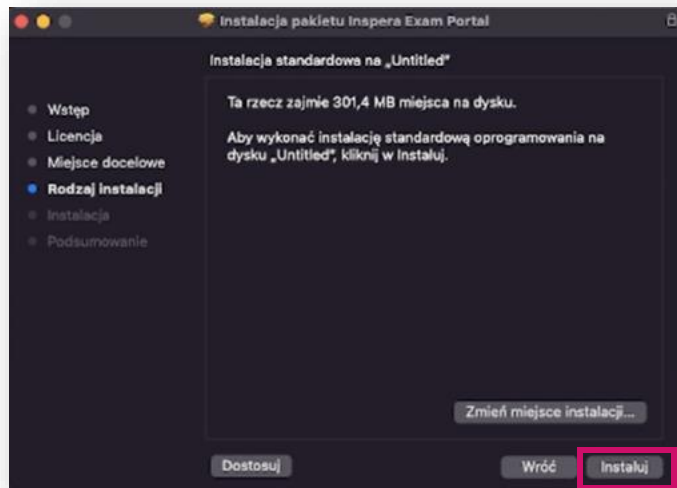 Instalacja pakietu Inspera Exam Portal
Instalacja standardowa na „Untitled”
Wstęp
Licencja
Miejsce docelowe
Rodzaj instalacji
Instalacja
Podsumowanie
Ta rzecz zajmie 301,4 MB miejsca na dysku.
Aby wykonać instalację standardową oprogramowania na
dysku „Untitled”, kliknij w Instaluj.
Zmień miejsce instalacji...
Dostosuj
Wróć
Instaluj